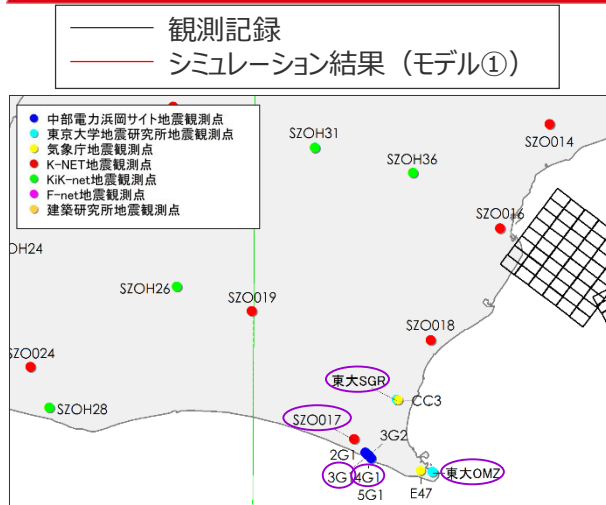 観測記録
シミュレーション結果（モデル①）
中部電力浜岡サイト地震観測点
東京大学地震研究所地震観測点
気象庁地震観測点
K-NET地震観測点
KiK-net地震観測点
F-net地震観測点
建築研究所地震観測点
SZOH31
SZO014
SZOH36
SZO016
OH24
SZOH26
SZO019
SZO018
SZO024
東大SGR
CC3
SZOH28
SZO017
3G2
2G1
3G1
4G1
東大OMZ
5G1
E47